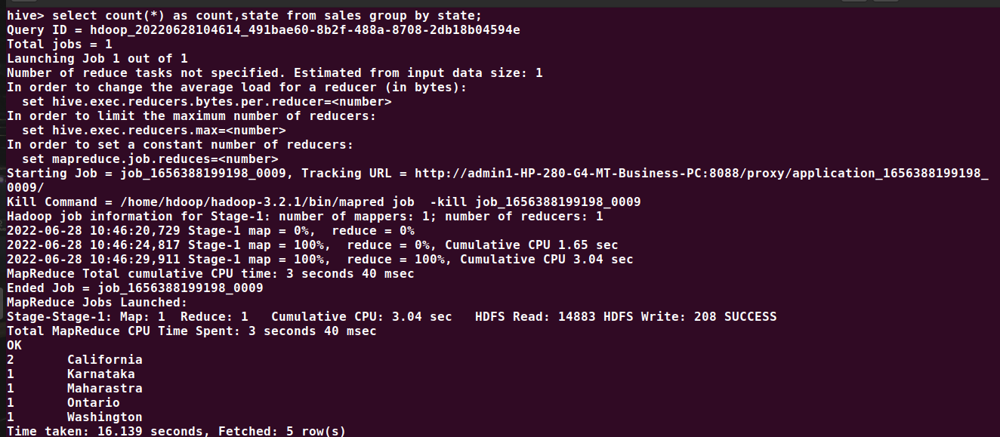 hive> select count(*) as count,state from sales group by state;
Query ID = hdoop_20220628104614_491bae60-8b2f-488a-8708-2db18b04594e
Total jobs = 1
Launching Job 1 out of 1
Number of reduce tasks not specified. Estimated from input data size: 1
In order to change the average load for a reducer (in bytes):
  set hive.exec.reducers.bytes.per.reducer=<number>
In order to limit the maximum number of reducers:
  set hive.exec.reducers.max=<number>
In order to set a constant number of reducers:
  set mapreduce.job.reduces=<number>
Starting Job = job_1656388199198_0009, Tracking URL = http://admin1-HP-280-G4-MT-Business-PC:8088/proxy/application_1656388199198_
0009/
Kill Command = /home/hdoop/hadoop-3.2.1/bin/mapred job  -kill job_1656388199198_0009
Hadoop job information for Stage-1: number of mappers: 1; number of reducers: 1
2022-06-28 10:46:20,729 Stage-1 map = 0%,  reduce = 0%
2022-06-28 10:46:24,817 Stage-1 map = 100%,  reduce = 0%, Cumulative CPU 1.65 sec
2022-06-28 10:46:29,911 Stage-1 map = 100%,  reduce = 100%, Cumulative CPU 3.04 sec
MapReduce Total cumulative CPU time: 3 seconds 40 msec
Ended Job = job_1656388199198_0009
MapReduce Jobs Launched:
Stage-Stage-1: Map: 1  Reduce: 1   Cumulative CPU: 3.04 sec   HDFS Read: 14883 HDFS Write: 208 SUCCESS
Total MapReduce CPU Time Spent: 3 seconds 40 msec
OK
2       California
1       Karnataka
1       Maharastra
1       Ontario
1       Washington
Time taken: 16.139 seconds, Fetched: 5 row(s)